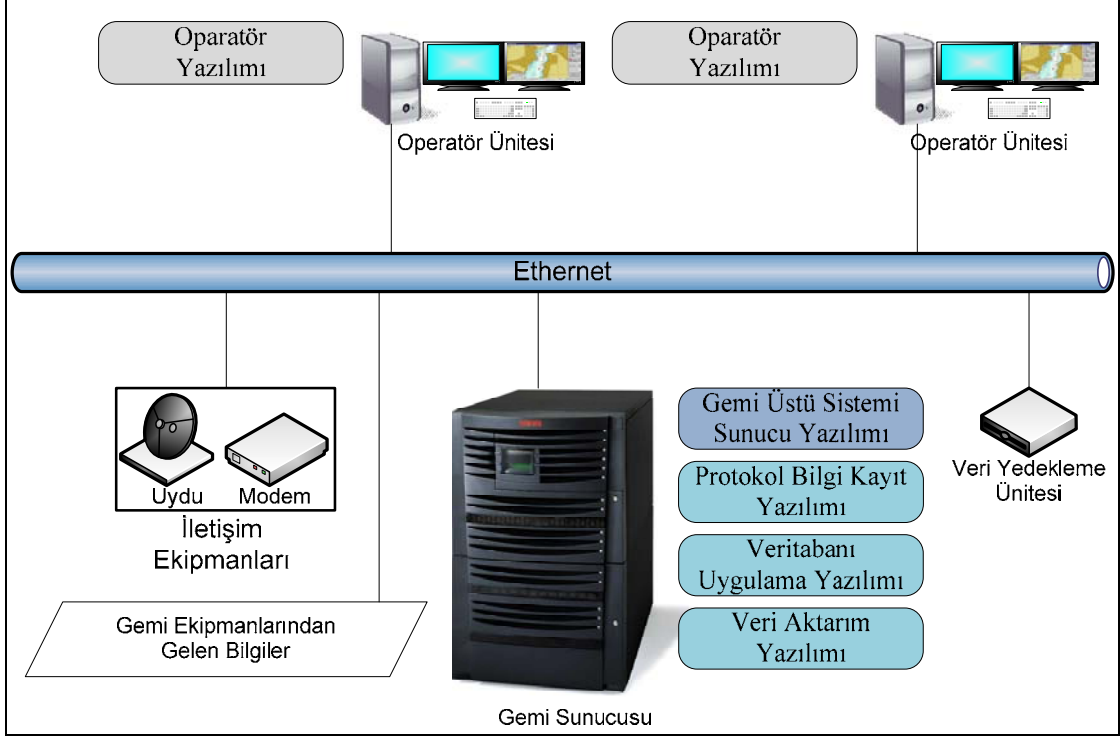 Oparatör
Yazılımı
Oparatör
Yazılımı
Operatör Ünitesi
Operatör Ünitesi
Ethernet
Uydu
Modem
İletişim
Ekipmanları
Gemi Ekipmanlarından
Gelen Bilgiler
Gemi Sunucusu
Gemi Üstü Sistemi
Sunucu Yazılımı
Protokol Bilgi Kayıt
Yazılımı
Veritabanı
Uygulama Yazılımı
Veri Aktarım
Yazılımı
Veri Yedekleme
Ünitesi